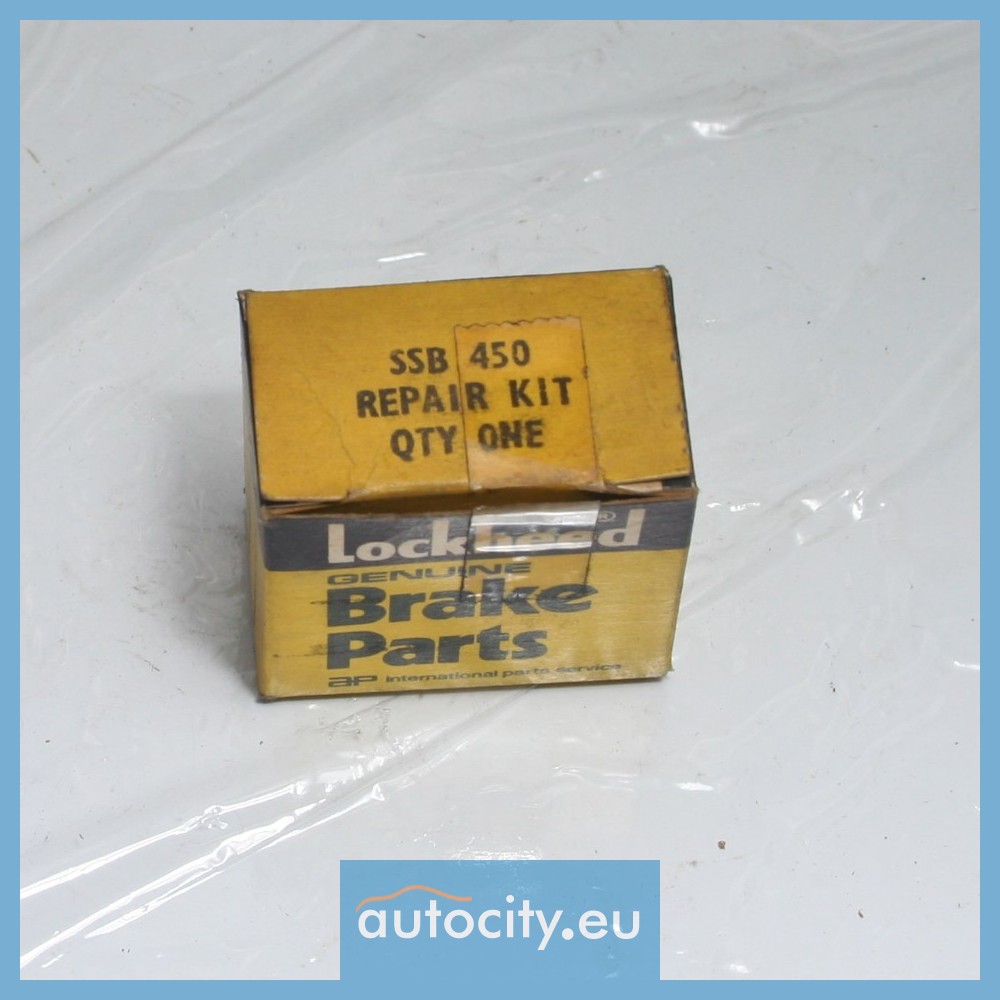 SSB 450
REPAIR KIT
QTY ONE
Lockheed®
GENUINE
Brake
Parts
ap international parts service
autocity.eu